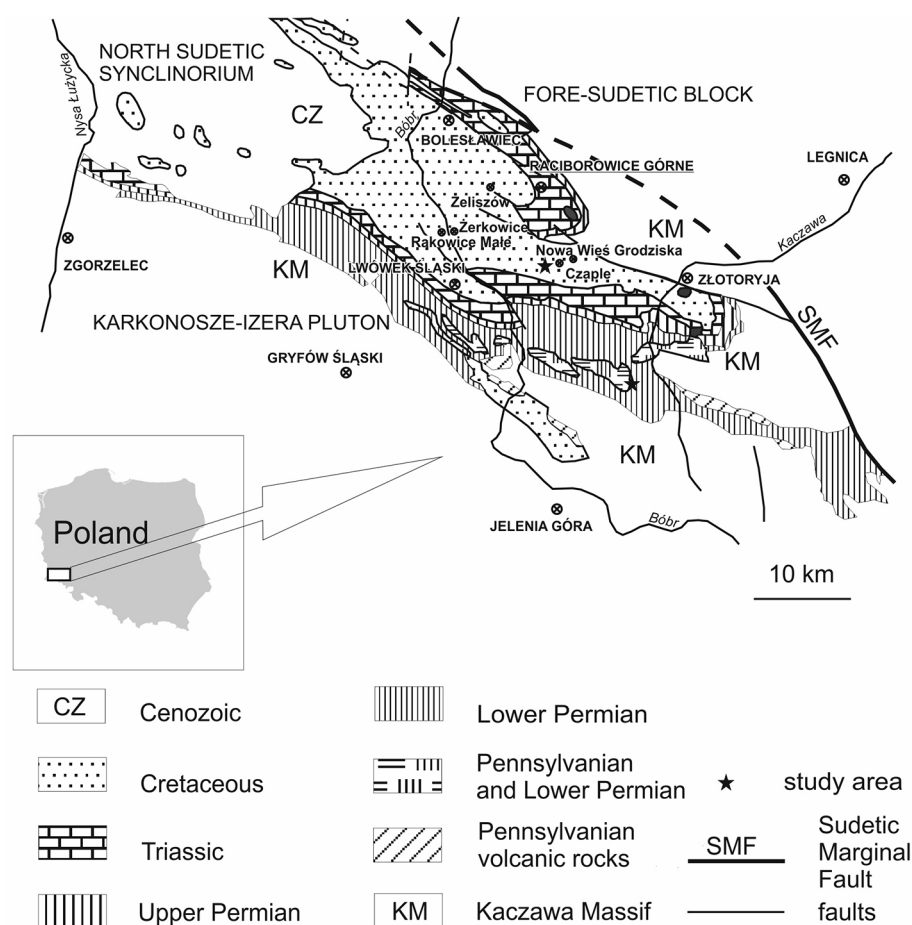 NORTH SUDETIC
SYNCLINORIUM
Nysa Łużycka
FORE-SUDETIC BLOCK
CZ
Bóbr
BOLESŁAWIEC
RACIBOROWICE GÓRNE
LEGNICA
Żeliszów
KM
Kaczawa
Żerkowice
Rąkowice Małe
Nowa Wieś Grodziska
Czaple
ZGORZELEC
KM
LWÓWEK ŚLĄSKI
ZŁOTORYJA
KARKONOSZE-IZERA PLUTON
SMF
GRYFÓW ŚLĄSKI
KM
KM
JELENIA GÓRA
Bóbr
Poland
10 km
CZ
Cenozoic
Lower Permian
Cretaceous
Pennsylvanian
and Lower Permian
study area
Triassic
Pennsylvanian
volcanic rocks
SMF
Sudetic
Marginal
Fault
Upper Permian
KM
Kaczawa Massif
faults